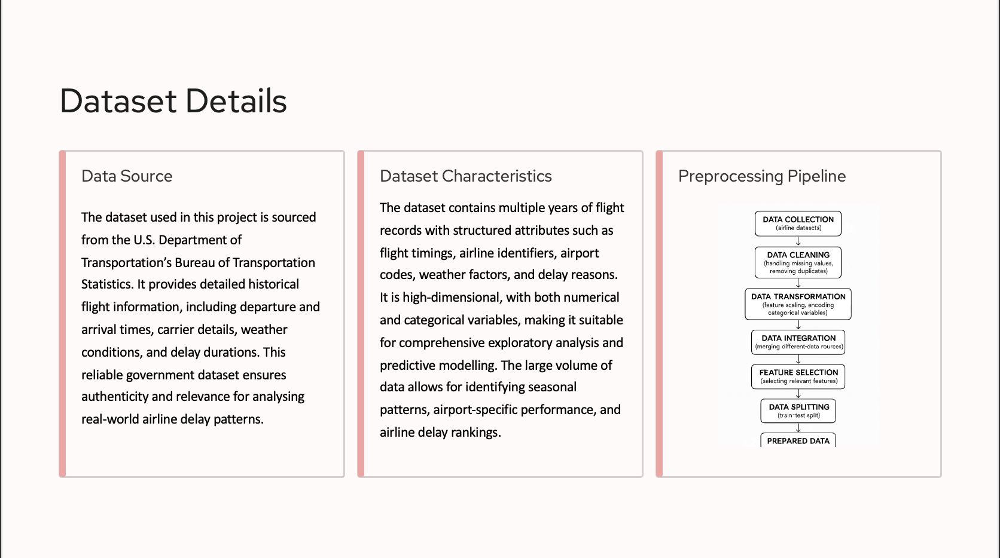 Dataset Details
Data Source
The dataset used in this project is sourced
from the U.S. Department of
Transportation’s Bureau of Transportation
Statistics. It provides detailed historical
flight information, including departure and
arrival times, carrier details, weather
conditions, and delay durations. This
reliable government dataset ensures
authenticity and relevance for analysing
real-world airline delay patterns.
Dataset Characteristics
The dataset contains multiple years of flight
records with structured attributes such as
flight timings, airline identifiers, airport
codes, weather factors, and delay reasons.
It is high-dimensional, with both numerical
and categorical variables, making it suitable
for comprehensive exploratory analysis and
predictive modelling. The large volume of
data allows for identifying seasonal
patterns, airport-specific performance, and
airline delay rankings.
Preprocessing Pipeline
DATA COLLECTION
(airline datascts)
DATA CLEANING
(handling missing values,
removing duplicates)
DATA TRANSFORMATION
(feature scaling, encoding
categorical variables)
DATA INTEGRATION
(merging different-data rources)
FEATURE SELECTION
(selecting relevant features)
DATA SPLITTING
(train-test split)
PREPARED DATA